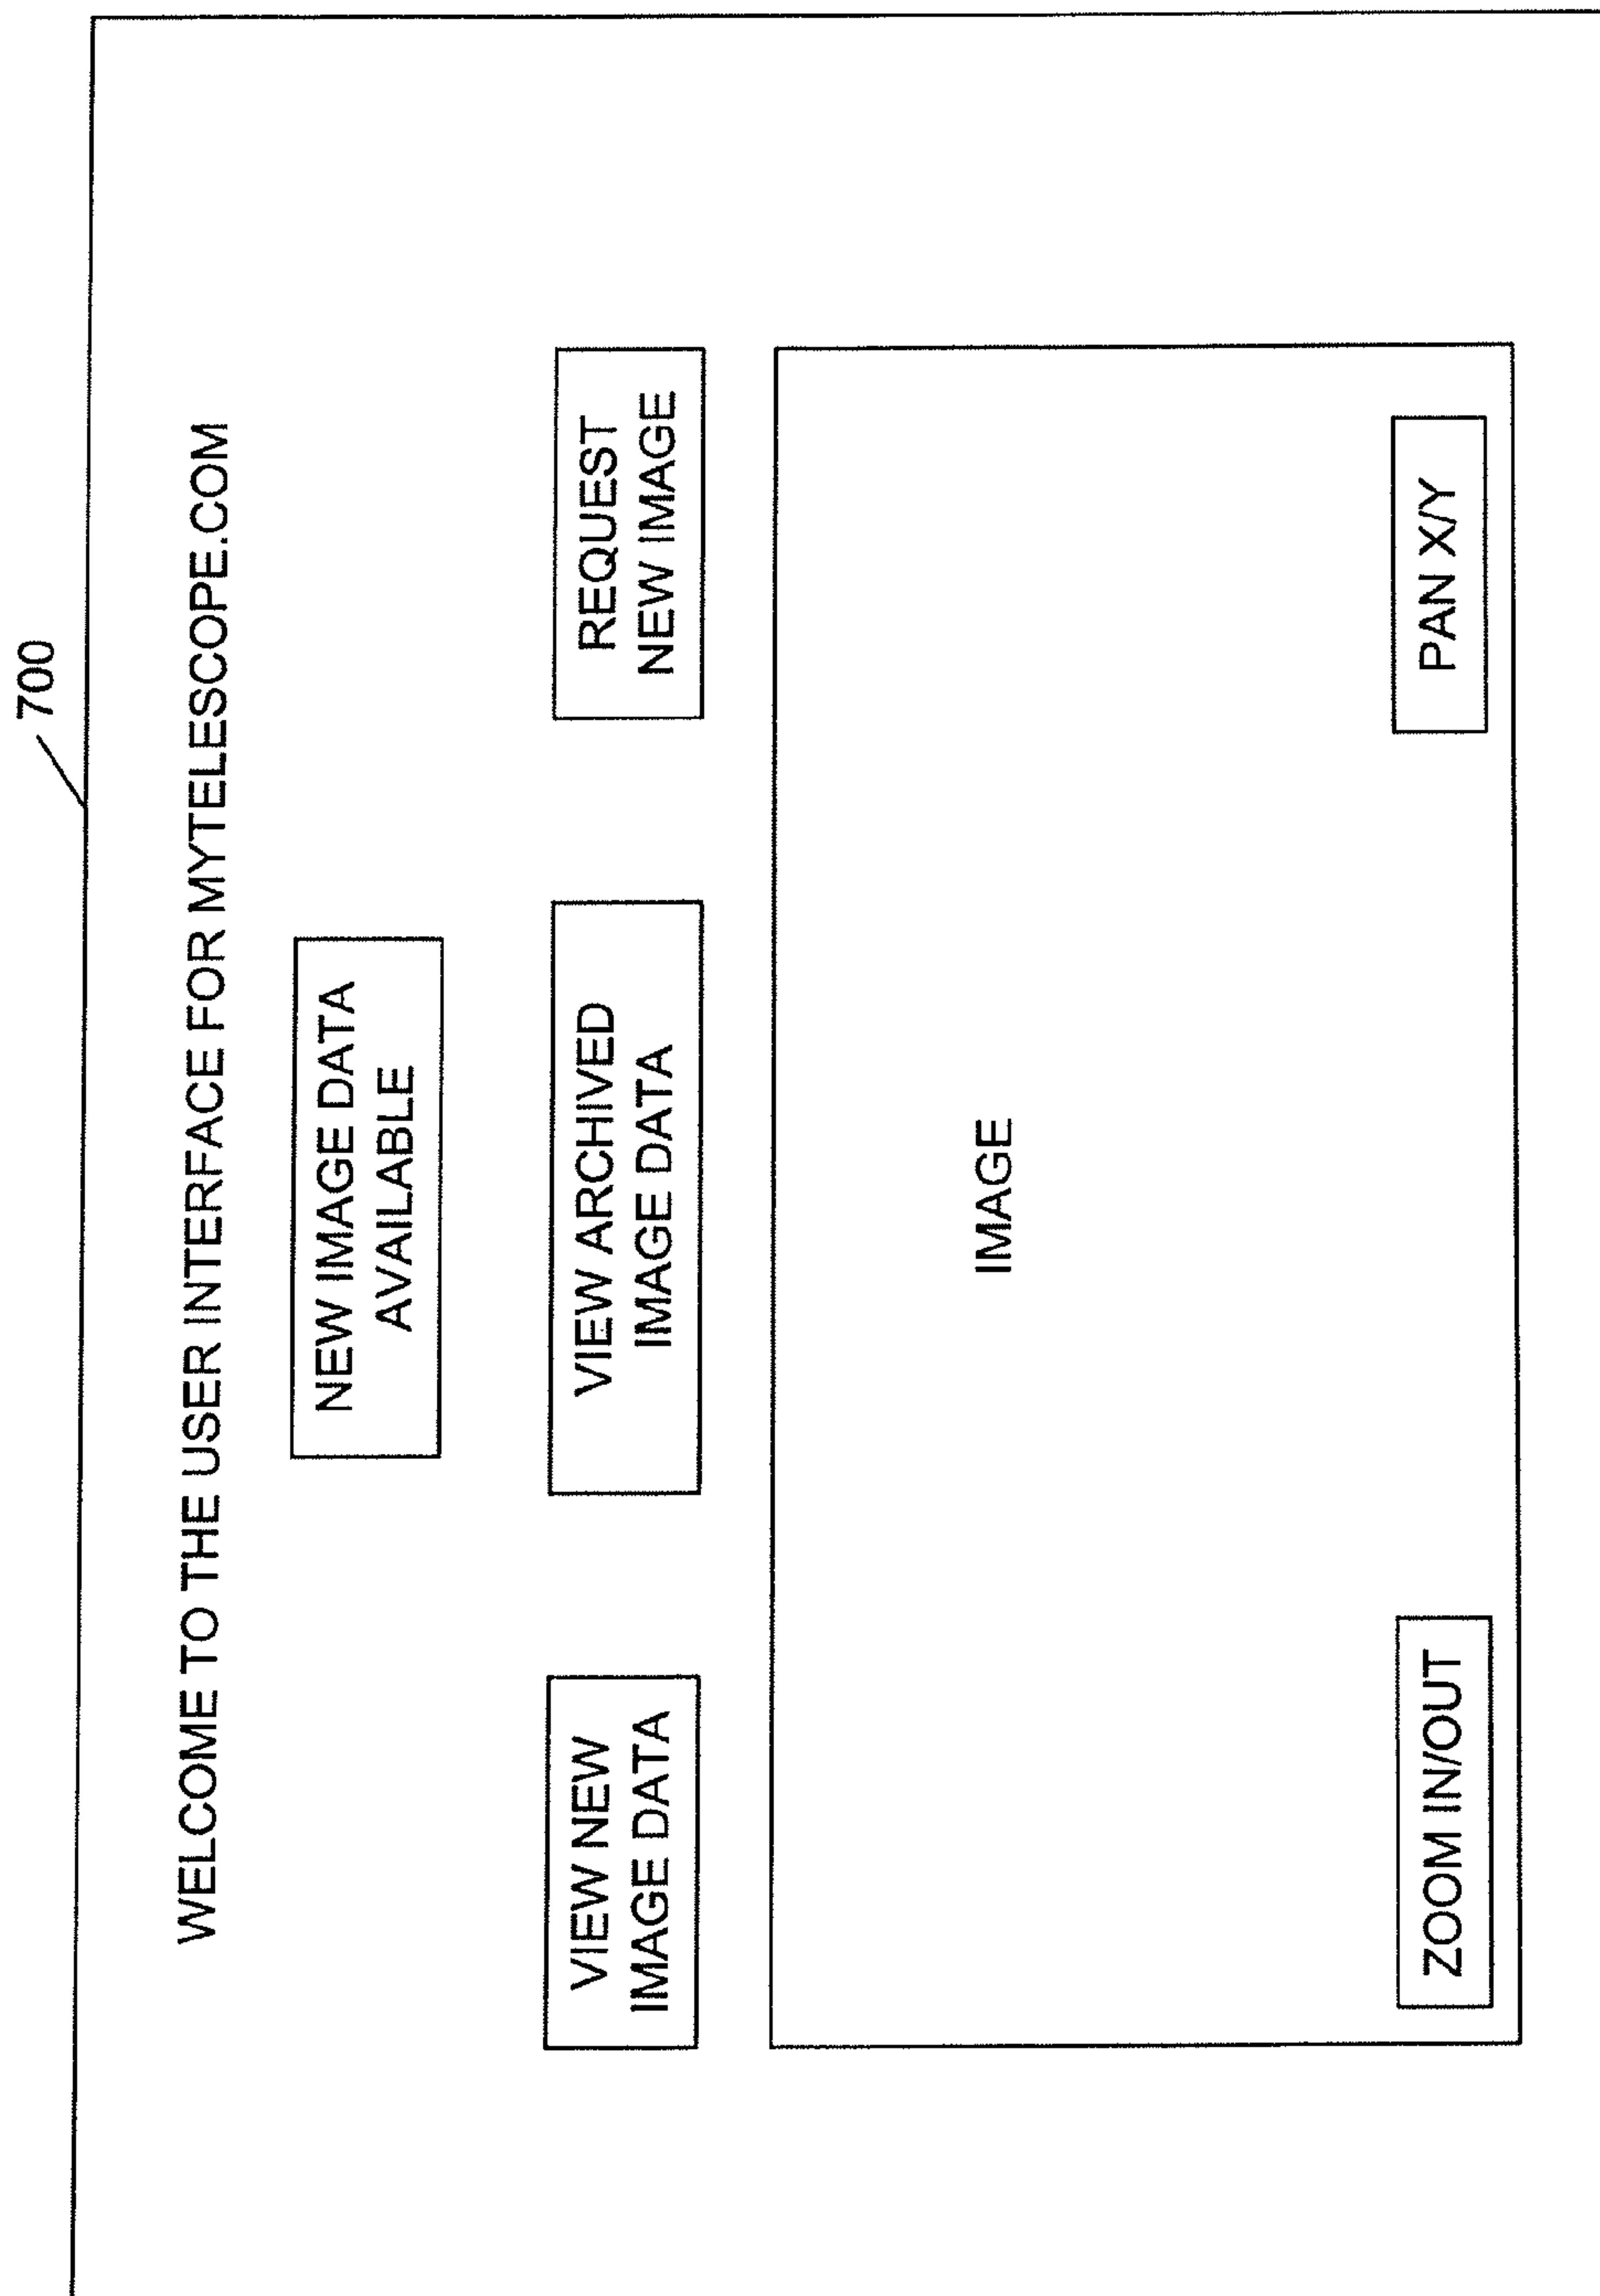 700
WELCOME TO THE USER INTERFACE FOR MYTELESCOPE.COM
NEW IMAGE DATA
AVAILABLE
VIEW NEW
IMAGE DATA
VIEW ARCHIVED
IMAGE DATA
REQUEST
NEW IMAGE
IMAGE
ZOOM IN/OUT
PAN X/Y